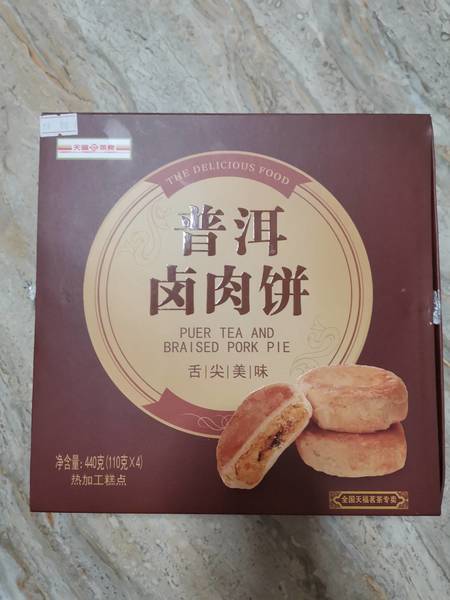 天福 茶食
THE DELICIOUS FOOD
普洱
卤肉饼
PUER TEA AND
BRAISED PORK PIE
舌|尖|美|味
净含量:440克(110克×4)
热加工糕点
全国天福茗茶专卖